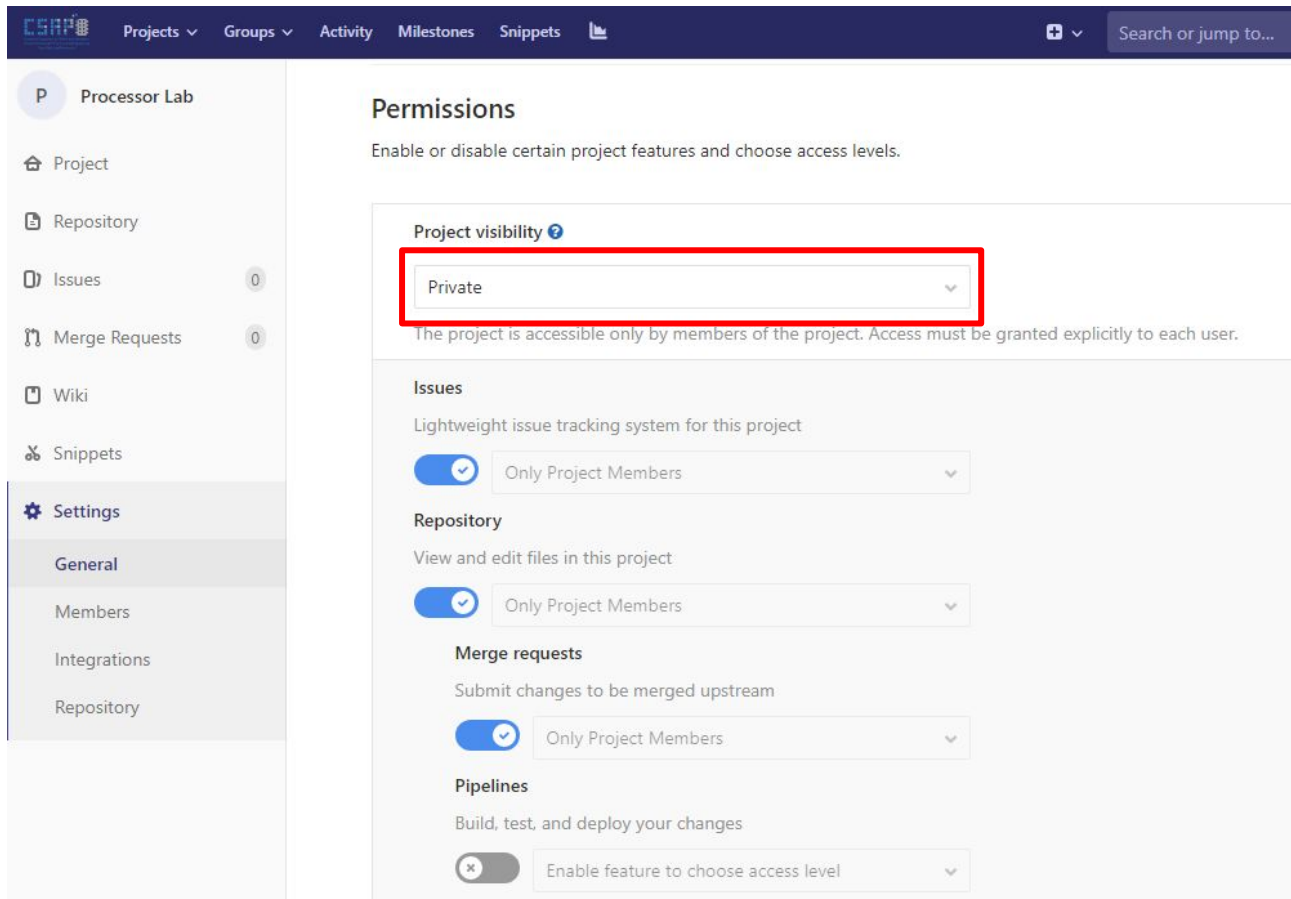 CSAP
Projects Groups Activity Milestones Snippets Search or jump to...
P Processor Lab
Project
Repository
Issues 0
Merge Requests 0
Wiki
Snippets
Settings
General
Members
Integrations
Repository
Permissions
Enable or disable certain project features and choose access levels.
Project visibility
Private
The project is accessible only by members of the project. Access must be granted explicitly to each user.
Issues
Lightweight issue tracking system for this project
Only Project Members
Repository
View and edit files in this project
Only Project Members
Merge requests
Submit changes to be merged upstream
Only Project Members
Pipelines
Build, test, and deploy your changes
Enable feature to choose access level